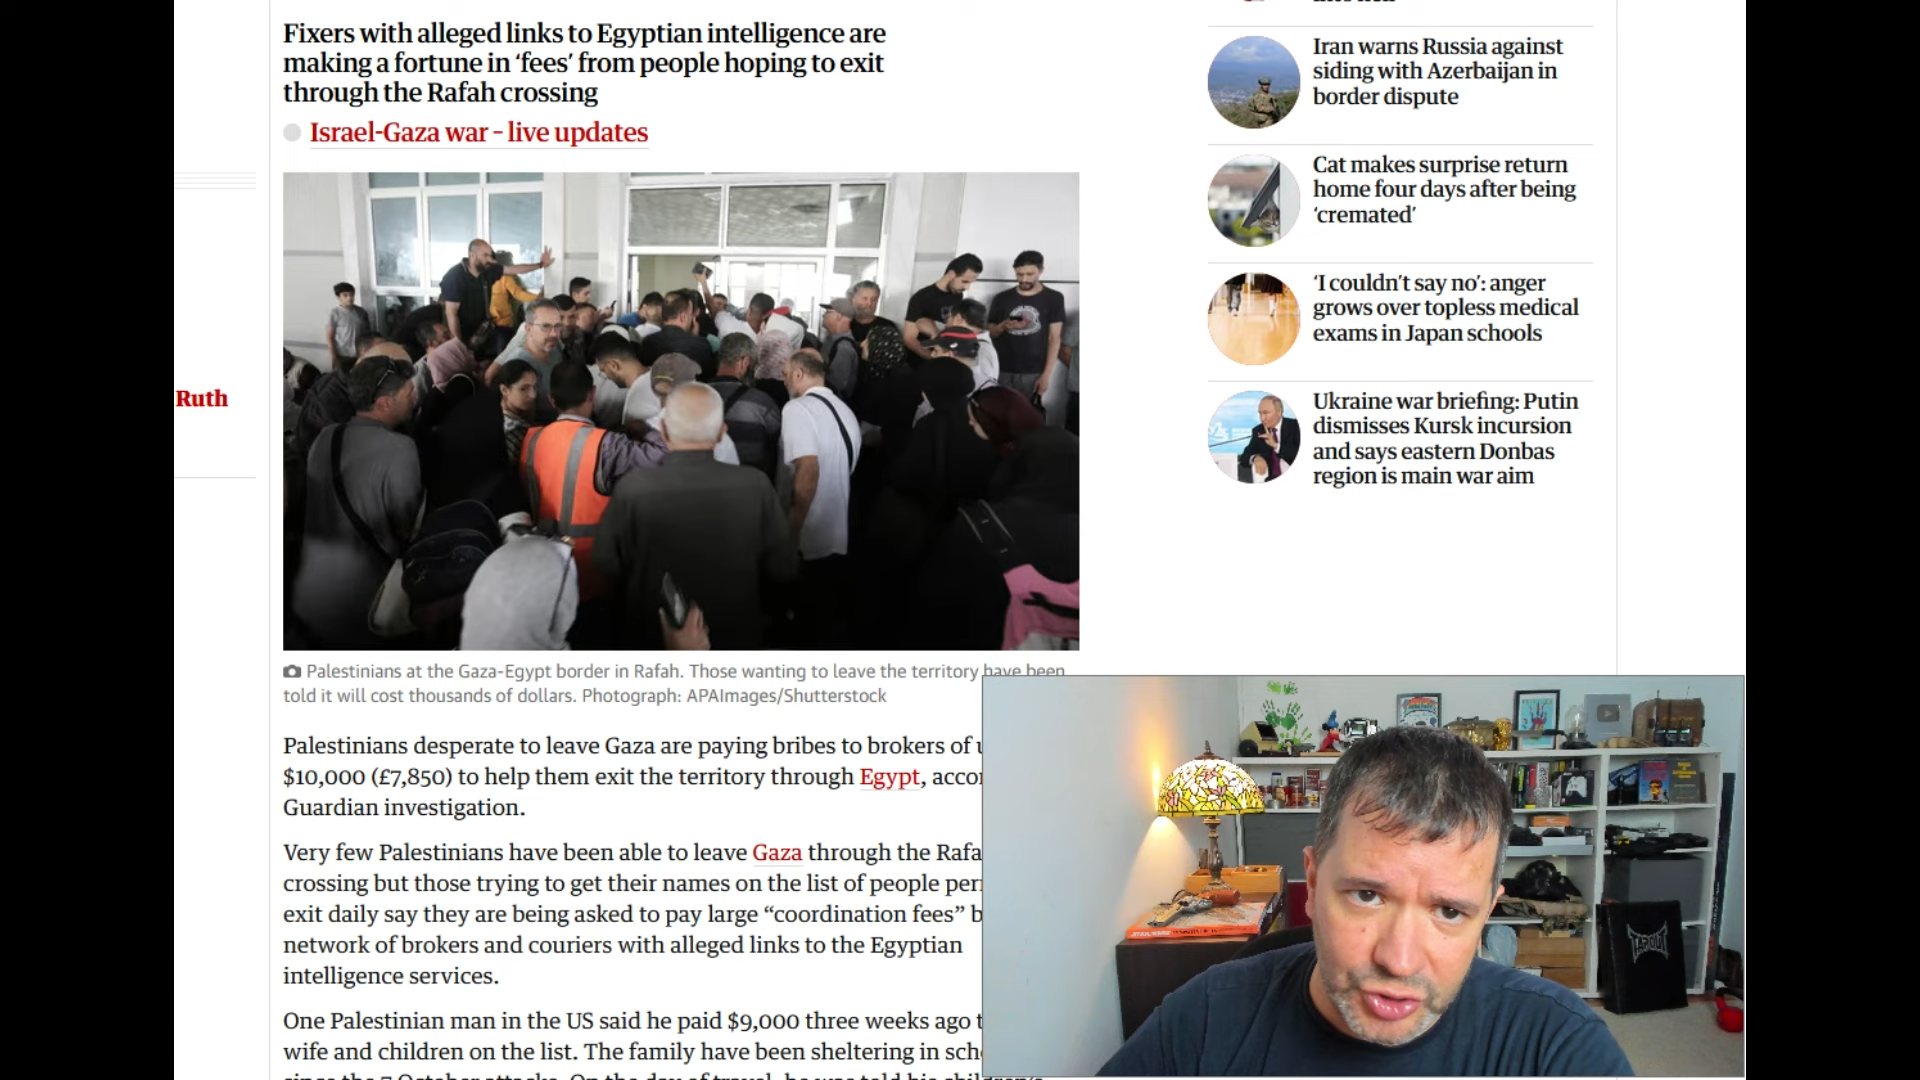 Fixers with alleged links to Egyptian intelligence are
making a fortune in ‘fees’ from people hoping to exit
through the Rafah crossing
Israel-Gaza war – live updates
Ruth
Palestinians at the Gaza-Egypt border in Rafah. Those wanting to leave the territory have been
told it will cost thousands of dollars. Photograph: APAImages/Shutterstock
Palestinians desperate to leave Gaza are paying bribes to brokers of
$10,000 (£7,850) to help them exit the territory through Egypt,
Guardian investigation.
Very few Palestinians have been able to leave Gaza through the
crossing but those trying to get their names on the list of people
exit daily say they are being asked to pay large “coordination fees”
network of brokers and couriers with alleged links to the Egyptian
intelligence services.
One Palestinian man in the US said he paid $9,000 three weeks ago
wife and children on the list. The family have been sheltering in
Iran warns Russia against
siding with Azerbaijan in
border dispute
Cat makes surprise return
home four days after being
‘cremated’
‘I couldn’t say no’: anger
grows over topless medical
exams in Japan schools
Ukraine war briefing: Putin
dismisses Kursk incursion
and says eastern Donbas
region is main war aim
TAPOUT